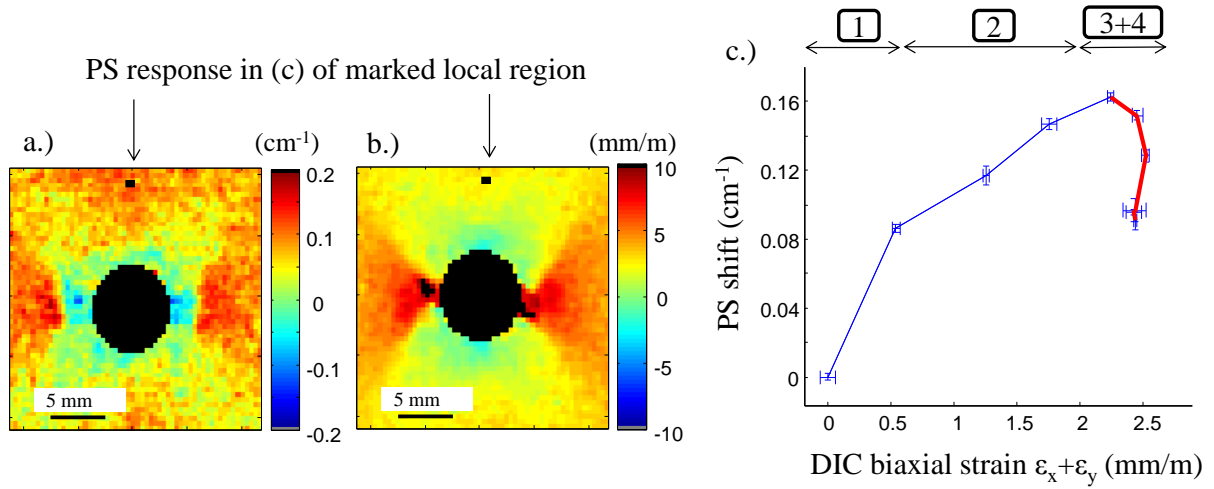 PS response in (c) of marked local region
a.)
(cm⁻¹)
0.2
0.1
0
-0.1
-0.2
5 mm
b.)
(mm/m)
10
5
0
-5
-10
5 mm
c.)
1
2
3+4
PS shift (cm⁻¹)
0.16
0.12
0.08
0.04
0
0 0.5 1 1.5 2 2.5
DIC biaxial strain εx+εy (mm/m)